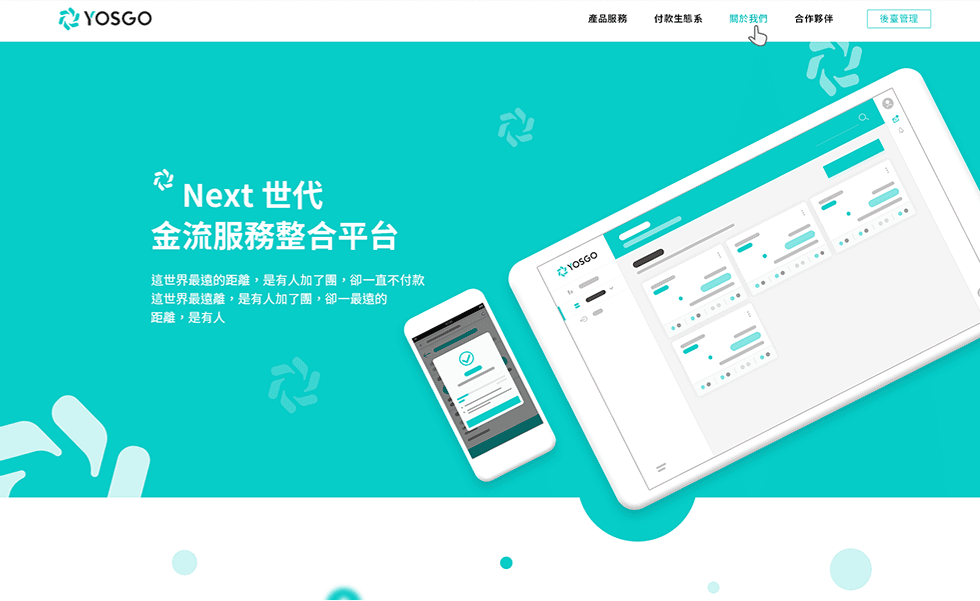 YOSGO
產品服務
付款生態系
關於我們
合作夥伴
後臺管理
Next 世代
金流服務整合平台
這世界最遠的距離，是有人加了團，卻一直不付款
這世界最遠離，是有人加了團，卻一最遠的
距離，是有人
YOSGO